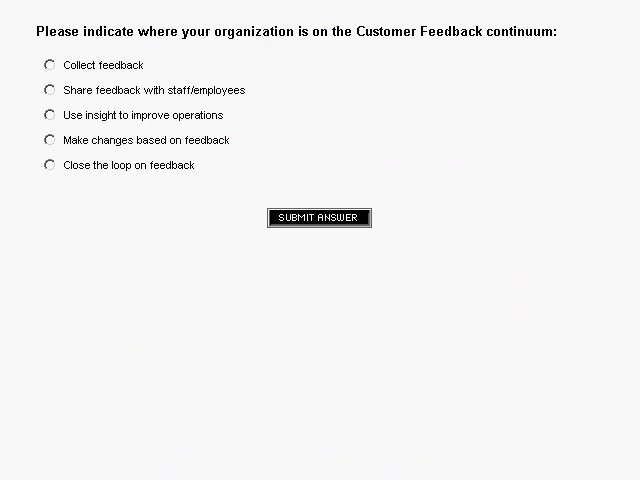 Please indicate where your organization is on the Customer Feedback continuum:
Collect feedback
Share feedback with staff/employees
Use insight to improve operations
Make changes based on feedback
Close the loop on feedback
SUBMIT ANSWER